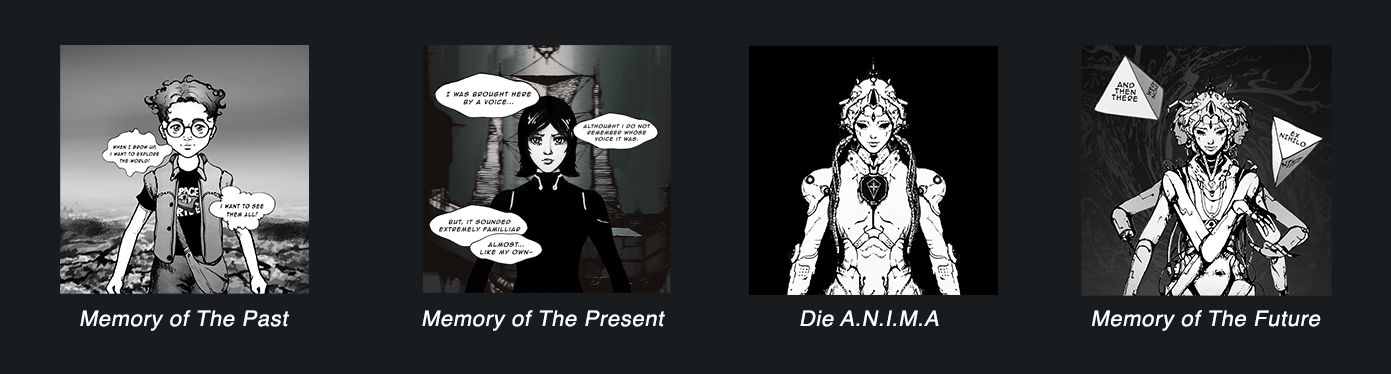 WHEN I GROW UP,
I WANT TO EXPLORE
THE WORLD!
I WANT TO SEE
THEM ALL!
Memory of The Past
I WAS BROUGHT HERE
BY A VOICE...
ALTHOUGHT I DO NOT
REMEMBER WHOSE
VOICE IT WAS.
BUT, IT SOUNDED
EXTREMELY FAMILLIAR
ALMOST...
LIKE MY OWN-
Memory of The Present
Die A.N.I.M.A
AND
THEN
THERE
EX
NIHILO
Memory of The Future